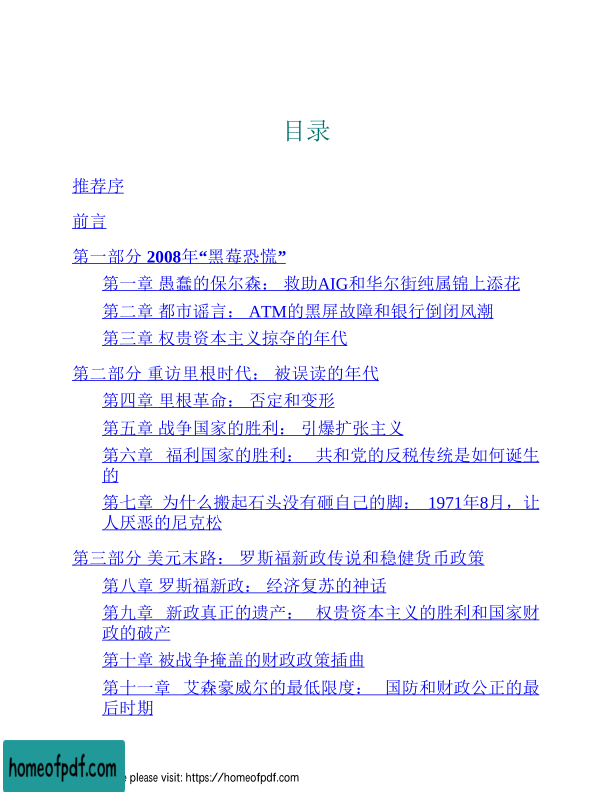 目录
推荐序
前言
第一部分 2008年“黑莓恐慌”
第一章 愚蠢的保尔森： 救助AIG和华尔街纯属锦上添花
第二章 都市谣言： ATM的黑屏故障和银行倒闭风潮
第三章 权贵资本主义掠夺的年代
第二部分 重访里根时代： 被误读的年代
第四章 里根革命： 否定和变形
第五章 战争国家的胜利： 引爆扩张主义
第六章 福利国家的胜利： 共和党的反税传统是如何诞生
的
第七章 为什么搬起石头没有砸自己的脚： 1971年8月，让
人厌恶的尼克松
第三部分 美元末路： 罗斯福新政传说和稳健货币政策
第八章 罗斯福新政： 经济复苏的神话
第九章 新政真正的遗产： 权贵资本主义的胜利和国家财
政的破产
第十章 被战争掩盖的财政政策插曲
第十一章 艾森豪威尔的最低限度： 国防和财政公正的最
后时期
homeofpdf.com
please visit: https://homeofpdf.com